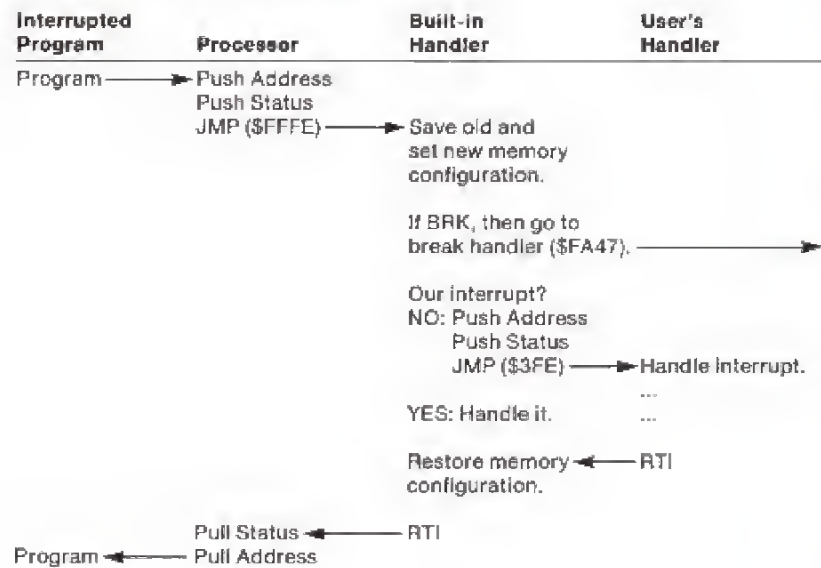 Interrupted Program Processor Built-in Handler User's Handler
Program Push Address
Push Status
JMP ($FFFE) Save old and
set new memory
configuration.
If BRK, then go to
break handler ($FA47).
Our interrupt?
NO: Push Address
Push Status
JMP ($3FE) Handle interrupt.
...
YES: Handle it. ...
Restore memory RTI
configuration.
Pull Status RTI
Program Pull Address